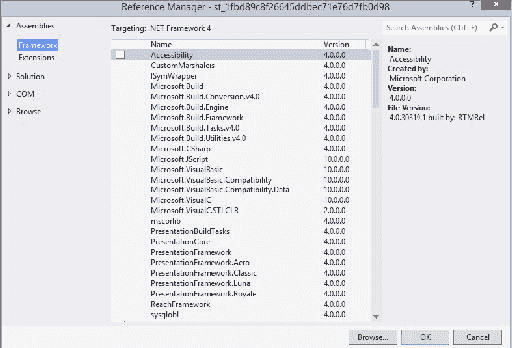 Reference Manager - st_1fbd89c8f26645ddbec71e76d7fb0d98
Assemblies
Framework
Extensions
Solution
COM
Browse
Targeting: .NET Framework 4
Search Assemblies (Ctrl+E)
Name Version
Accessibility 4.0.0.0
CustomMarshalers 4.0.0.0
ISymWrapper 4.0.0.0
Microsoft.Build 4.0.0.0
Microsoft.Build.Conversion.v4.0 4.0.0.0
Microsoft.Build.Engine 4.0.0.0
Microsoft.Build.Framework 4.0.0.0
Microsoft.Build.Tasks.v4.0 4.0.0.0
Microsoft.Build.Utilities.v4.0 4.0.0.0
Microsoft.CSharp 4.0.0.0
Microsoft.JScript 10.0.0.0
Microsoft.VisualBasic 10.0.0.0
Microsoft.VisualBasic.Compatibility 10.0.0.0
Microsoft.VisualBasic.Compatibility.Data 10.0.0.0
Microsoft.VisualC 10.0.0.0
Microsoft.VisualC.STLCLR 2.0.0.0
mscorlib 4.0.0.0
PresentationBuildTasks 4.0.0.0
PresentationCore 4.0.0.0
PresentationFramework 4.0.0.0
PresentationFramework.Aero 4.0.0.0
PresentationFramework.Classic 4.0.0.0
PresentationFramework.Luna 4.0.0.0
PresentationFramework.Royale 4.0.0.0
ReachFramework 4.0.0.0
sysglobl 4.0.0.0
Name:
Accessibility
Created by:
Microsoft Corporation
Version:
4.0.0.0
File Version:
4.0.30319.1 built by: RTMRel
Browse... OK Cancel